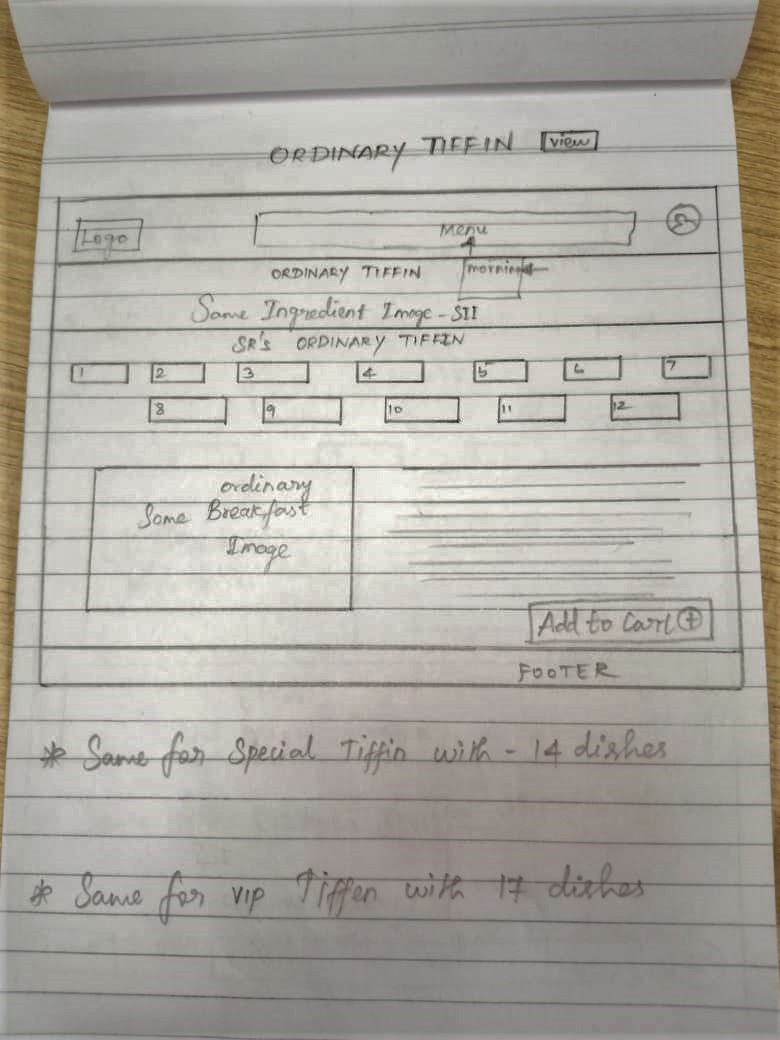 ORDINARY TIFFIN view
Logo
Menu
ORDINARY TIFFIN morning
Same Ingredient Image - SII
SR's ORDINARY TIFFIN
1 2 3 4 5 6 7
8 9 10 11 12
ordinary
Some Breakfast
Image
Add to Cart +
FOOTER
* Same for Special Tiffin with - 14 dishes
* Same for VIP Tiffen with 17 dishes